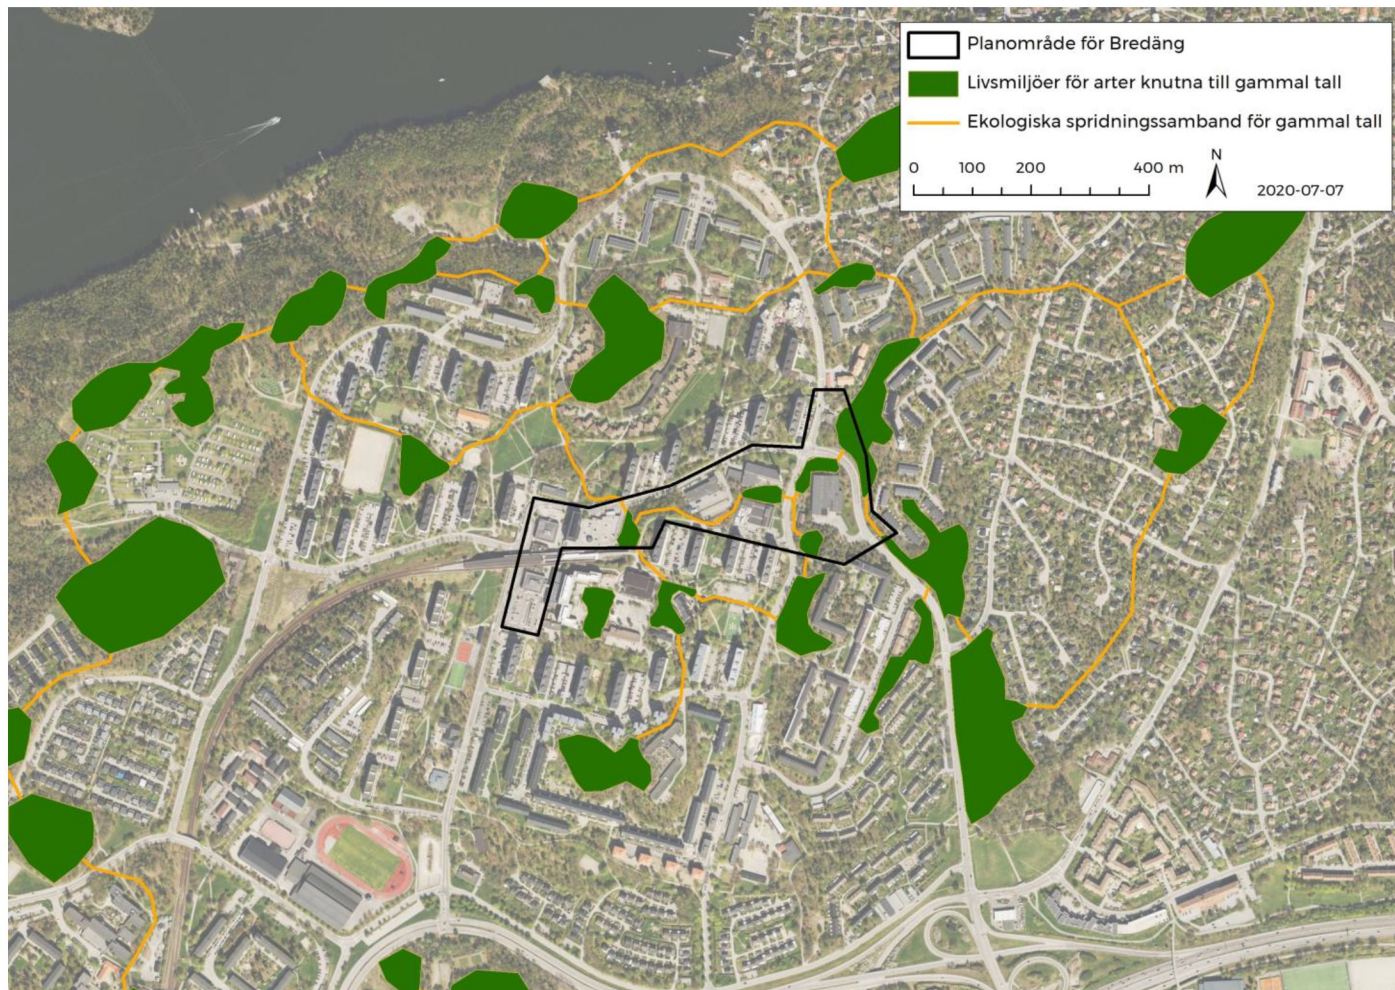 Planområde för Bredäng
Livsmiljöer för arter knutna till gammal tall
Ekologiska spridningssamband för gammal tall
0 100 200 400 m
N
2020-07-07